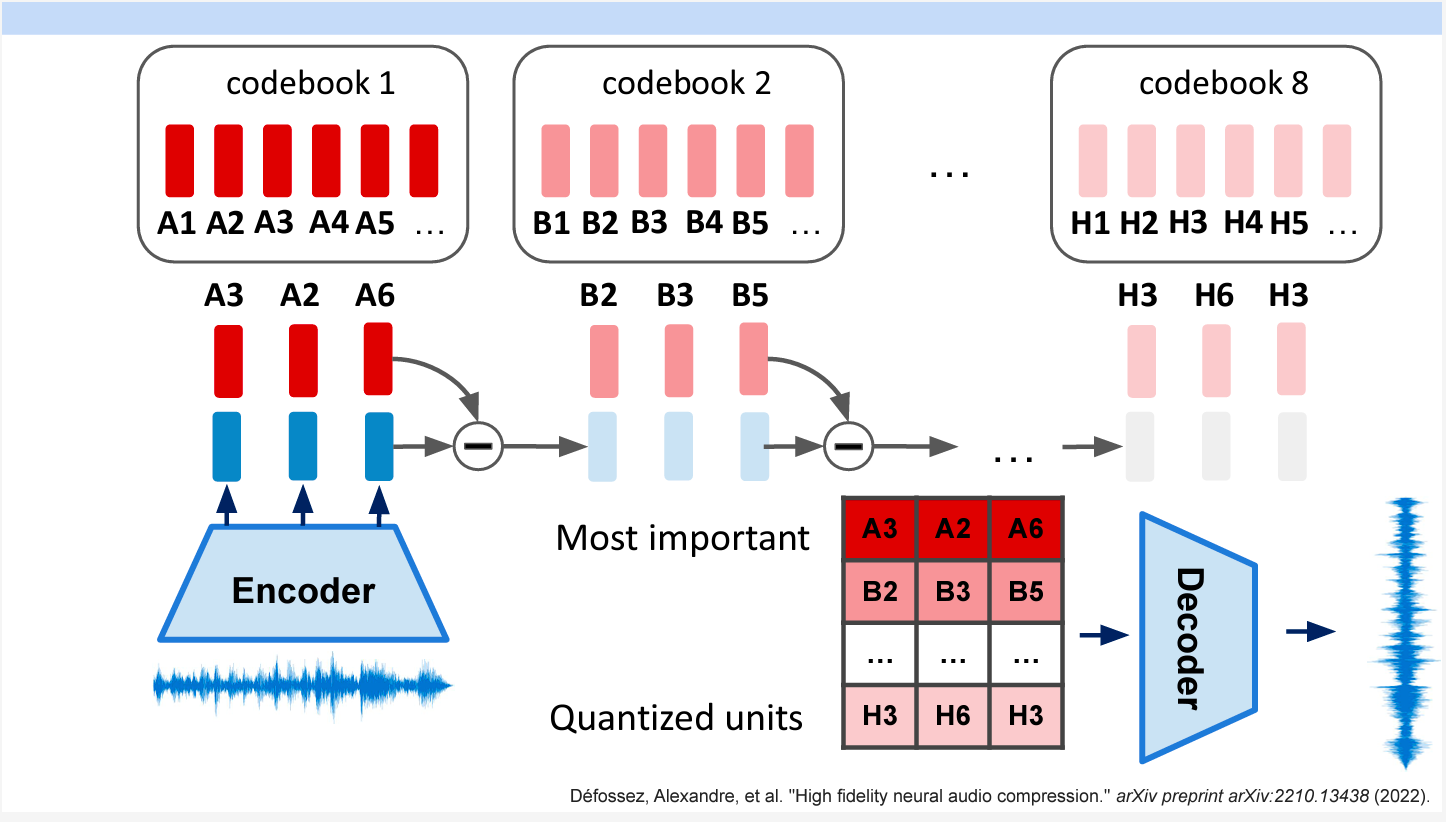 codebook 1
A1 A2 A3 A4 A5 ...
codebook 2
B1 B2 B3 B4 B5 ...
...
codebook 8
H1 H2 H3 H4 H5 ...
A3 A2 A6
B2 B3 B5
H3 H6 H3
...
Encoder
Most important
Quantized units
A3 A2 A6
B2 B3 B5
... ... ...
H3 H6 H3
Decoder
Défossez, Alexandre, et al. "High fidelity neural audio compression." arXiv preprint arXiv:2210.13438 (2022).